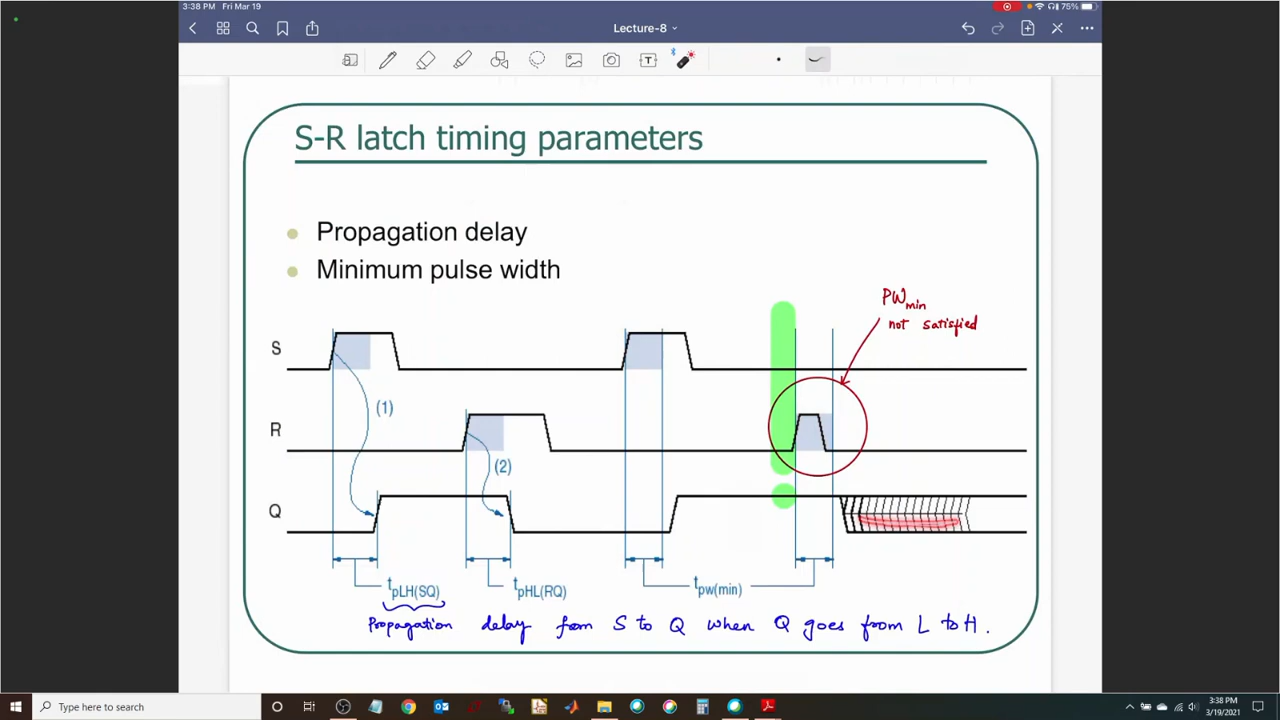 3:38 PM Fri Mar 19
75%
Lecture-8
T
S-R latch timing parameters
Propagation delay
Minimum pulse width
PWmin
not satisfied
S
(1)
R
(2)
Q
tpLH(SQ)
tpHL(RQ)
tpw(min)
Propagation delay from S to Q when Q goes from L to H.
Type here to search
3:38 PM
3/19/2021